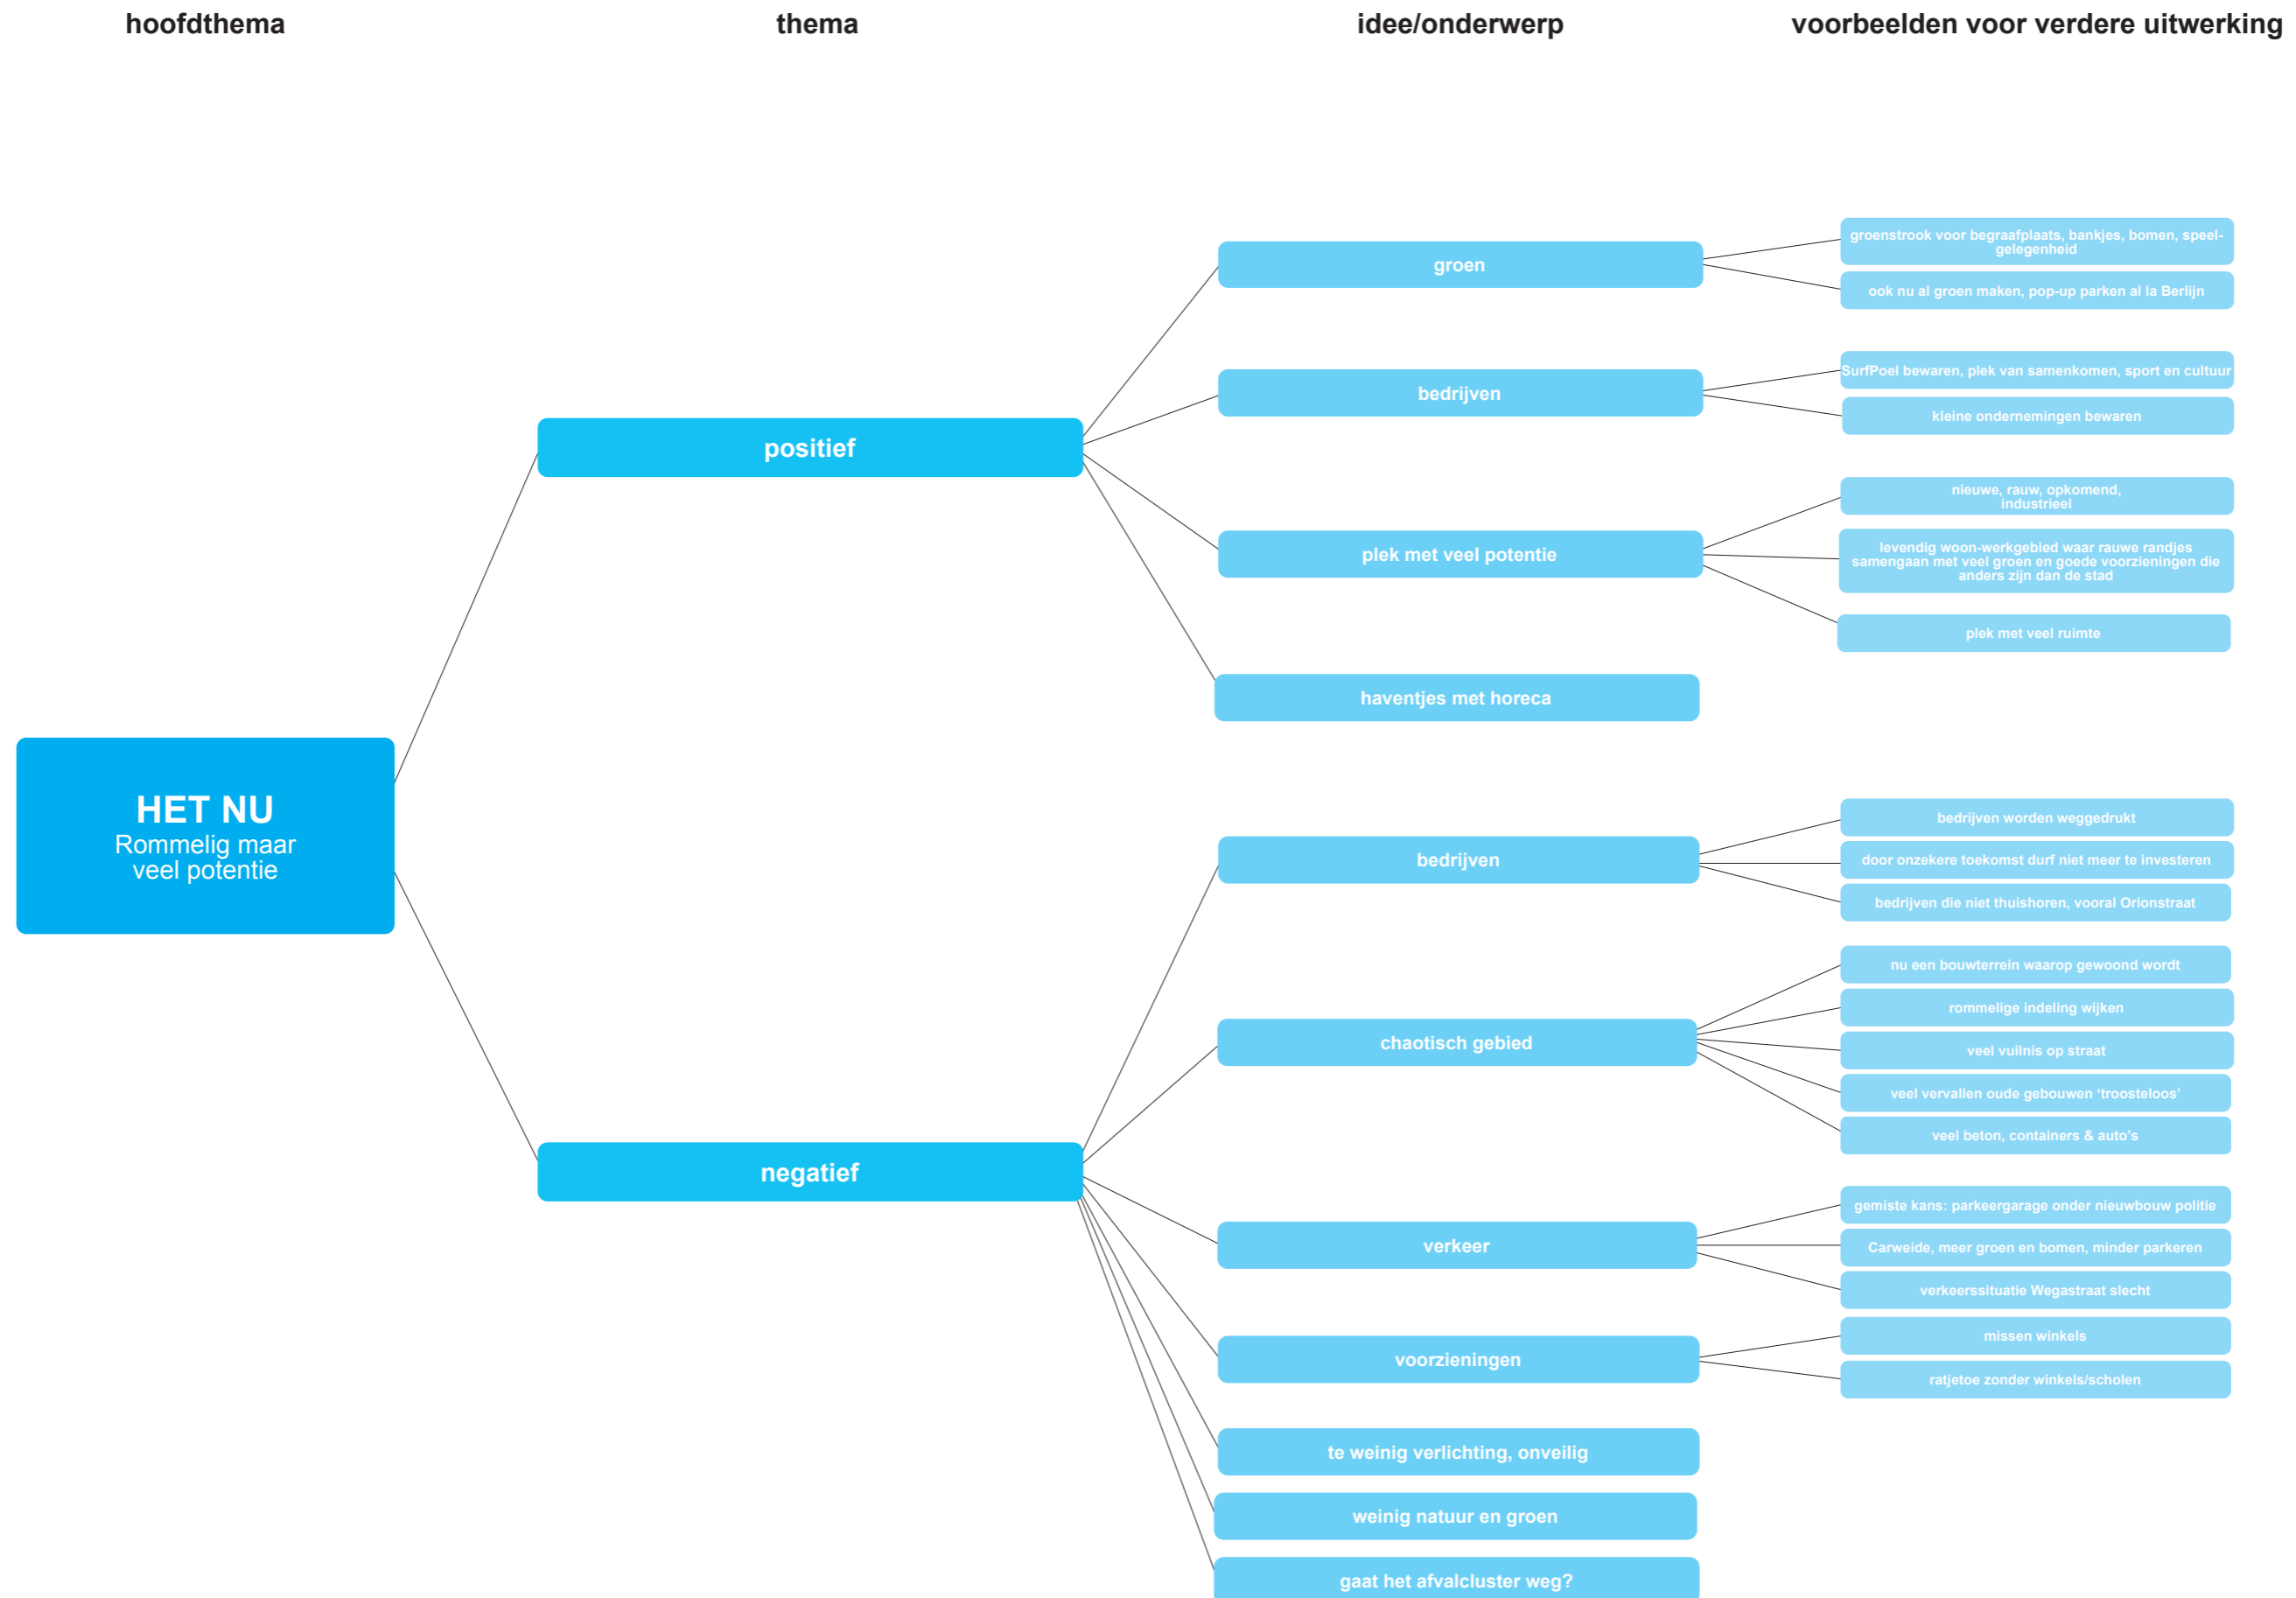 hoofdthema
thema
idee/onderwerp
voorbeelden voor verdere uitwerking
HET NU
Rommelig maar
veel potentie
positief
groen
groenstrook voor begraafplaats, bankjes, bomen, speel-
gelegenheid
ook nu al groen maken, pop-up parken al la Berlijn
bedrijven
SurfPoel bewaren, plek van samenkomen, sport en cultuur
kleine ondernemingen bewaren
plek met veel potentie
nieuwe, rauw, opkomend,
industrieel
levendig woon-werkgebied waar rauwe randjes
samengaan met veel groen en goede voorzieningen die
anders zijn dan de stad
plek met veel ruimte
haventjes met horeca
negatief
bedrijven
bedrijven worden weggedrukt
door onzekere toekomst durf niet meer te investeren
bedrijven die niet thuishoren, vooral Orionstraat
chaotisch gebied
nu een bouwterrein waarop gewoond wordt
rommelige indeling wijken
veel vuilnis op straat
veel vervallen oude gebouwen ‘troosteloos’
veel beton, containers & auto’s
verkeer
gemiste kans: parkeergarage onder nieuwbouw politie
Carweide, meer groen en bomen, minder parkeren
verkeerssituatie Wegastraat slecht
voorzieningen
missen winkels
ratjetoe zonder winkels/scholen
te weinig verlichting, onveilig
weinig natuur en groen
gaat het afvalcluster weg?